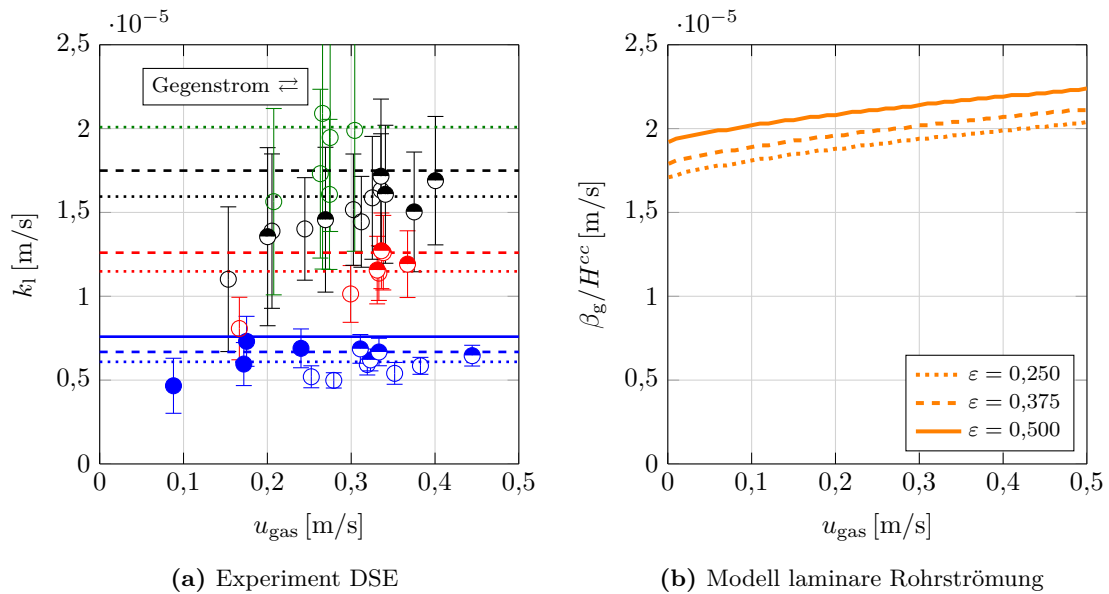 ·10⁻⁵
2,5
2
1,5
1
0,5
0
kₗ [m/s]
Gegenstrom ⇄
0 0,1 0,2 0,3 0,4 0,5
u_gas [m/s]
(a) Experiment DSE
·10⁻⁵
2,5
2
1,5
1
0,5
0
β_g/H^cc [m/s]
ε = 0,250
ε = 0,375
ε = 0,500
0 0,1 0,2 0,3 0,4 0,5
u_gas [m/s]
(b) Modell laminare Rohrströmung